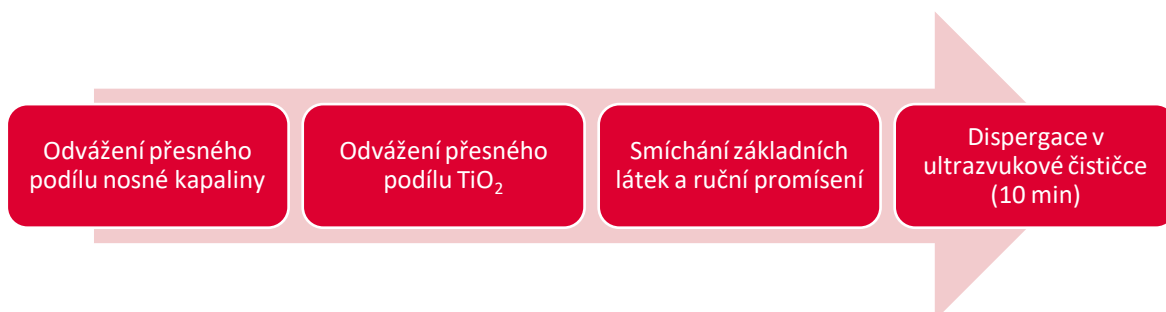 Odvážení přesného
podílu nosné kapaliny
Odvážení přesného
podílu TiO₂
Smíchání základních
látek a ruční promísení
Dispergace v
ultrazvukové čističce
(10 min)